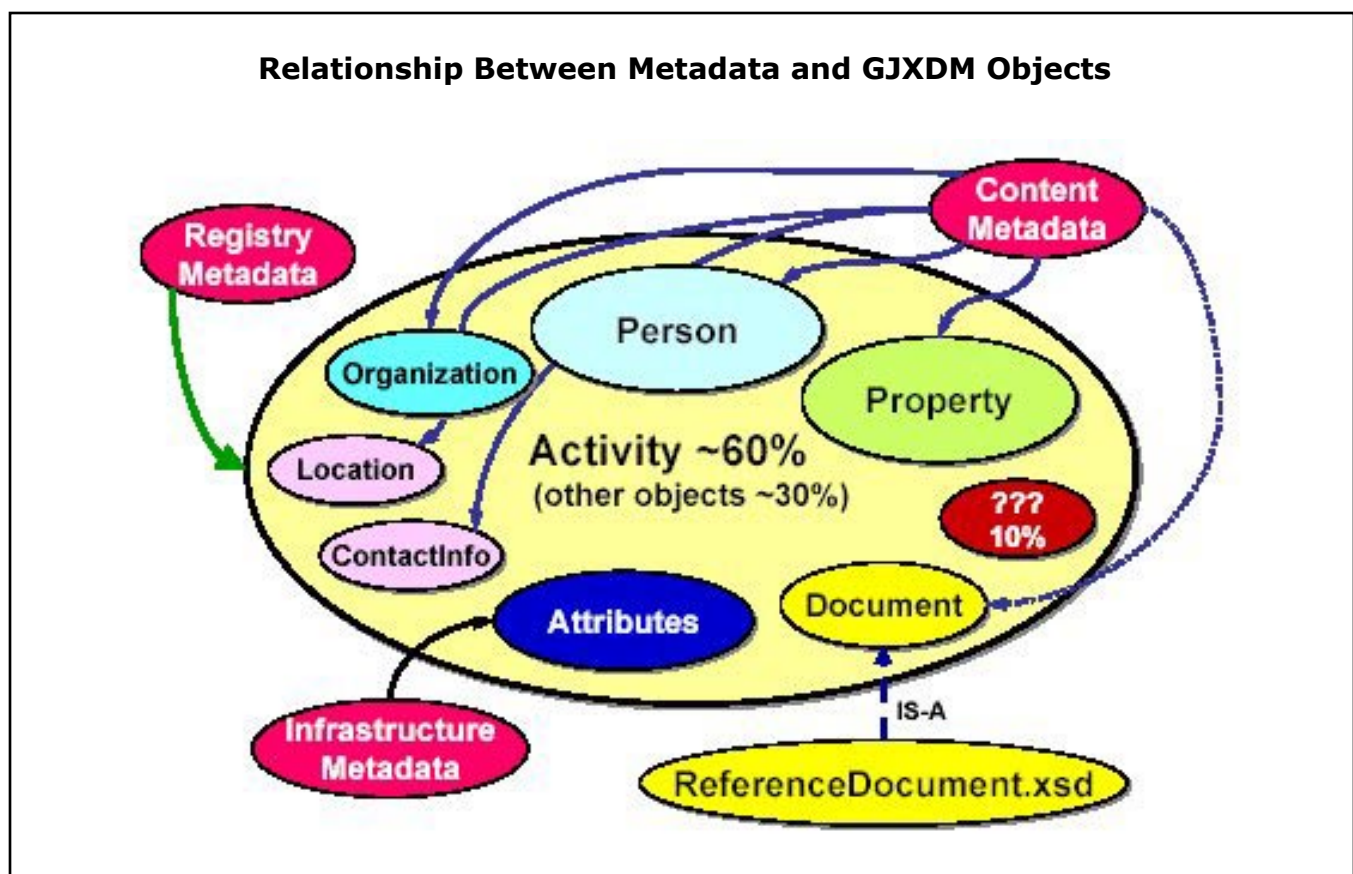 Relationship Between Metadata and GJXDM Objects
Content
Metadata
Registry
Metadata
Person
Organization
Property
Activity ~60%
(other objects ~30%)
Location
???
10%
ContactInfo
Document
Attributes
IS-A
Infrastructure
Metadata
ReferenceDocument.xsd